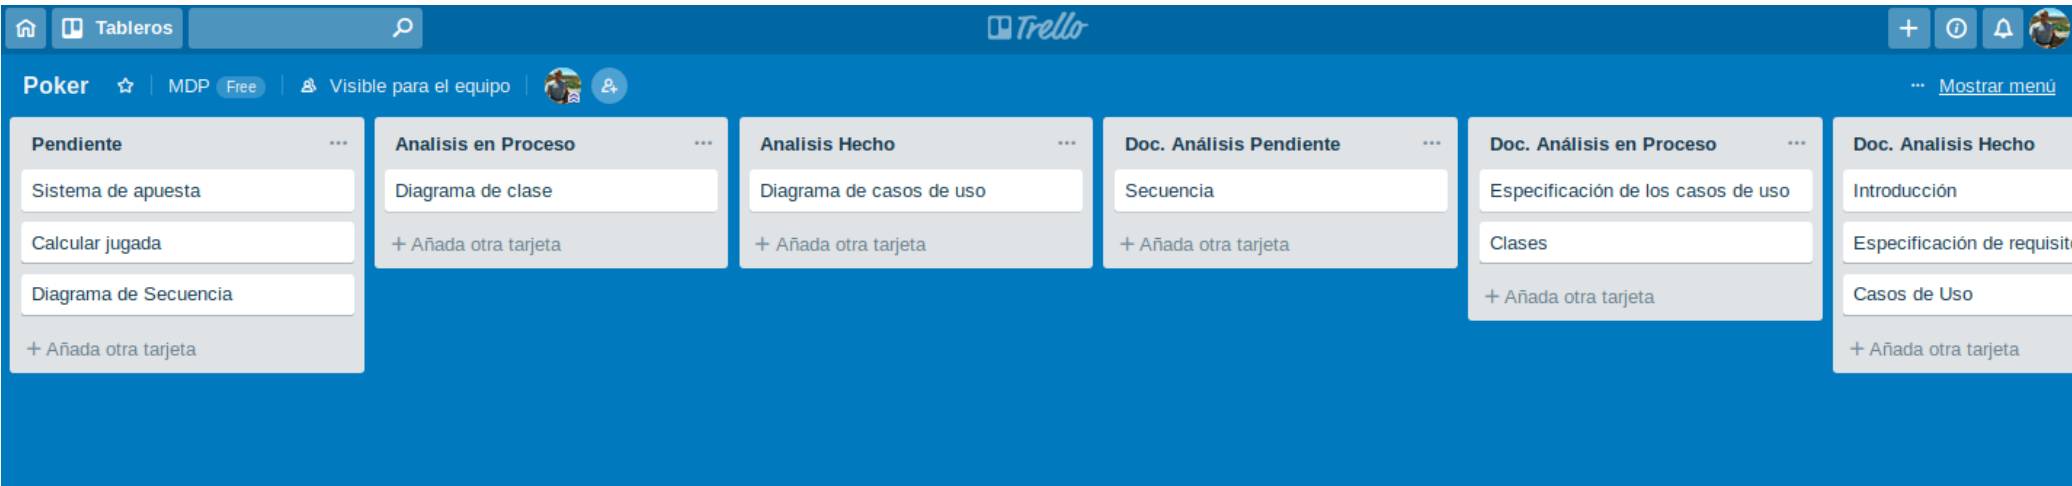 Tableros
Trello
Poker
MDP Free
Visible para el equipo
Mostrar menú
Pendiente
Sistema de apuesta
Calcular jugada
Diagrama de Secuencia
+ Añada otra tarjeta
Analisis en Proceso
Diagrama de clase
+ Añada otra tarjeta
Analisis Hecho
Diagrama de casos de uso
+ Añada otra tarjeta
Doc. Análisis Pendiente
Secuencia
+ Añada otra tarjeta
Doc. Análisis en Proceso
Especificación de los casos de uso
Clases
+ Añada otra tarjeta
Doc. Analisis Hecho
Introducción
Especificación de
Casos de Uso
+ Añada otra tarjeta